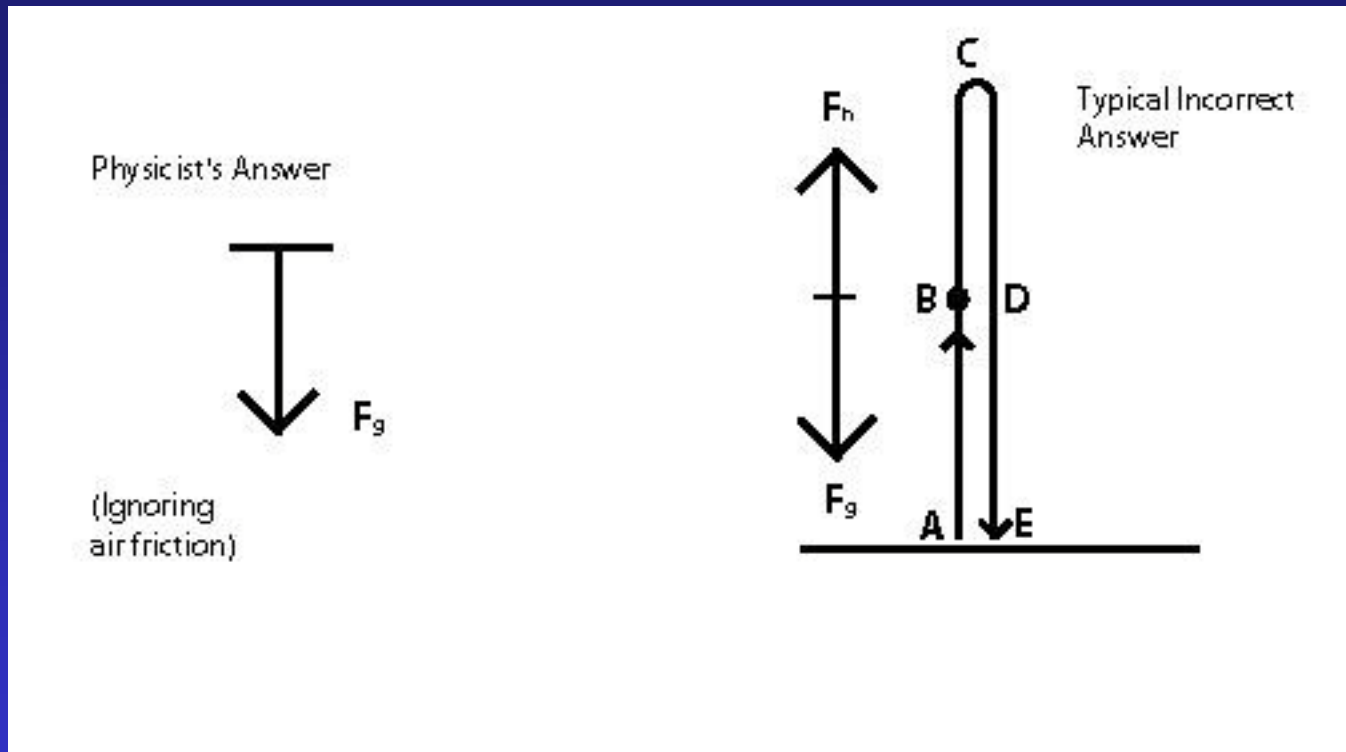 Physicist's Answer
Fg
(Ignoring
air friction)
Typical Incorrect
Answer
C
Fh
B
D
Fg
A
E